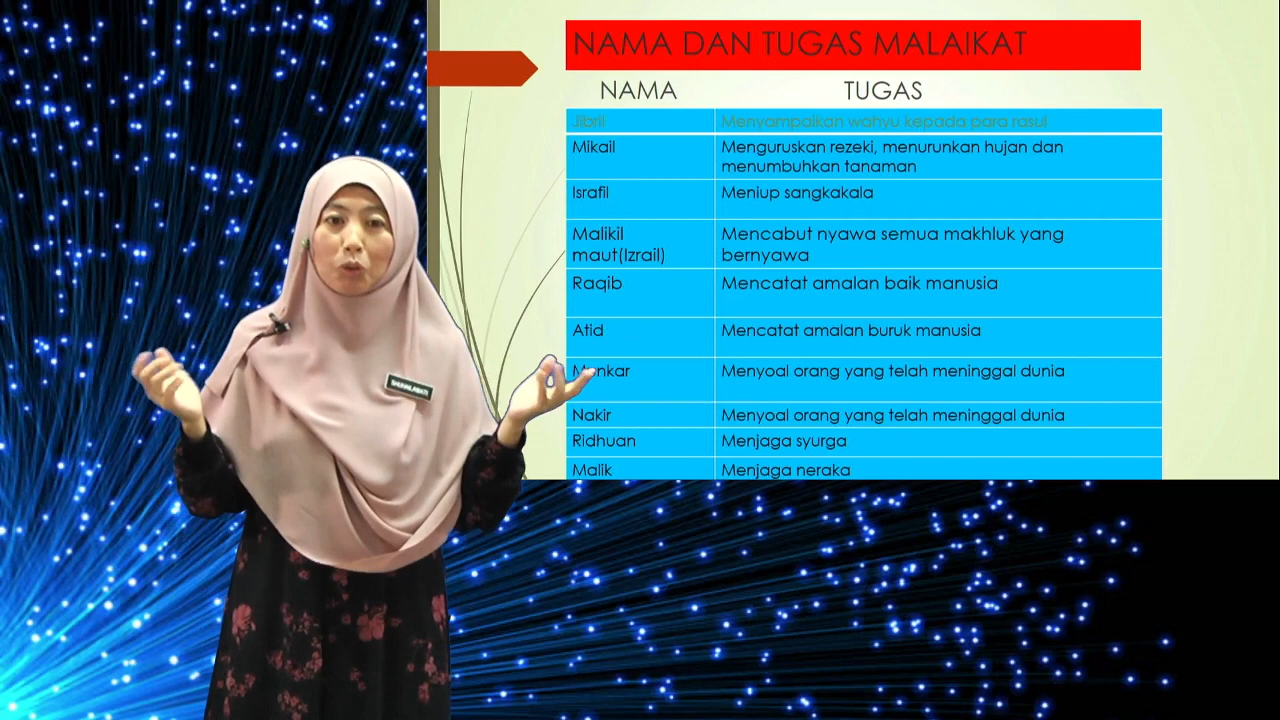 NAMA DAN TUGAS MALAIKAT
NAMA TUGAS
Jibril Menyampaikan wahyu kepada para rasul
Mikail Menguruskan rezeki, menurunkan hujan dan
menumbuhkan tanaman
Israfil Meniup sangkakala
Malikil Mencabut nyawa semua makhluk yang
maut(Izrail) bernyawa
Raqib Mencatat amalan baik manusia
Atid Mencatat amalan buruk manusia
Munkar Menyoal orang yang telah meninggal dunia
Nakir Menyoal orang yang telah meninggal dunia
Ridhuan Menjaga syurga
Malik Menjaga neraka